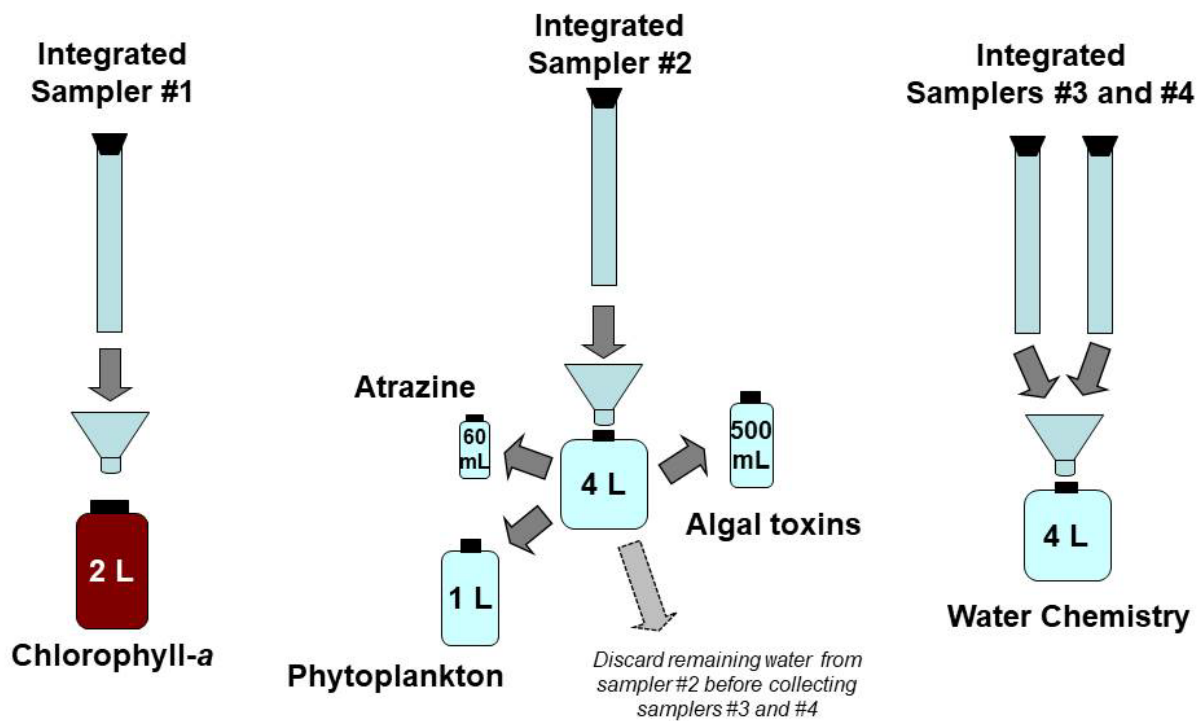 Integrated
Sampler #1
Integrated
Sampler #2
Integrated
Samplers #3 and #4
2 L
Chlorophyll-a
Atrazine
60
mL
4 L
500
mL
Algal toxins
1 L
Phytoplankton
Discard remaining water from
sampler #2 before collecting
samplers #3 and #4
4 L
Water Chemistry